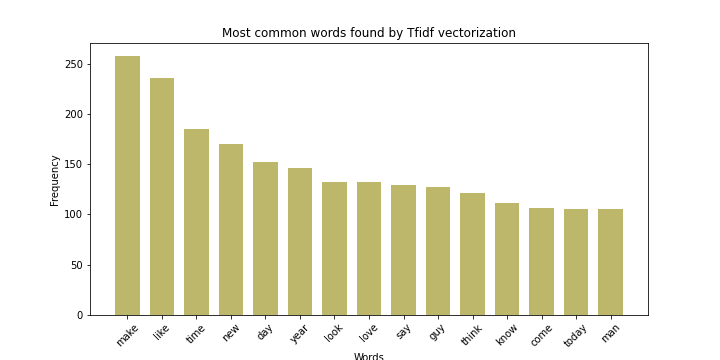 Most common words found by Tfidf vectorization
250
200
150
100
50
0
Frequency
make like time new day year look love say guy think know come today man
Words